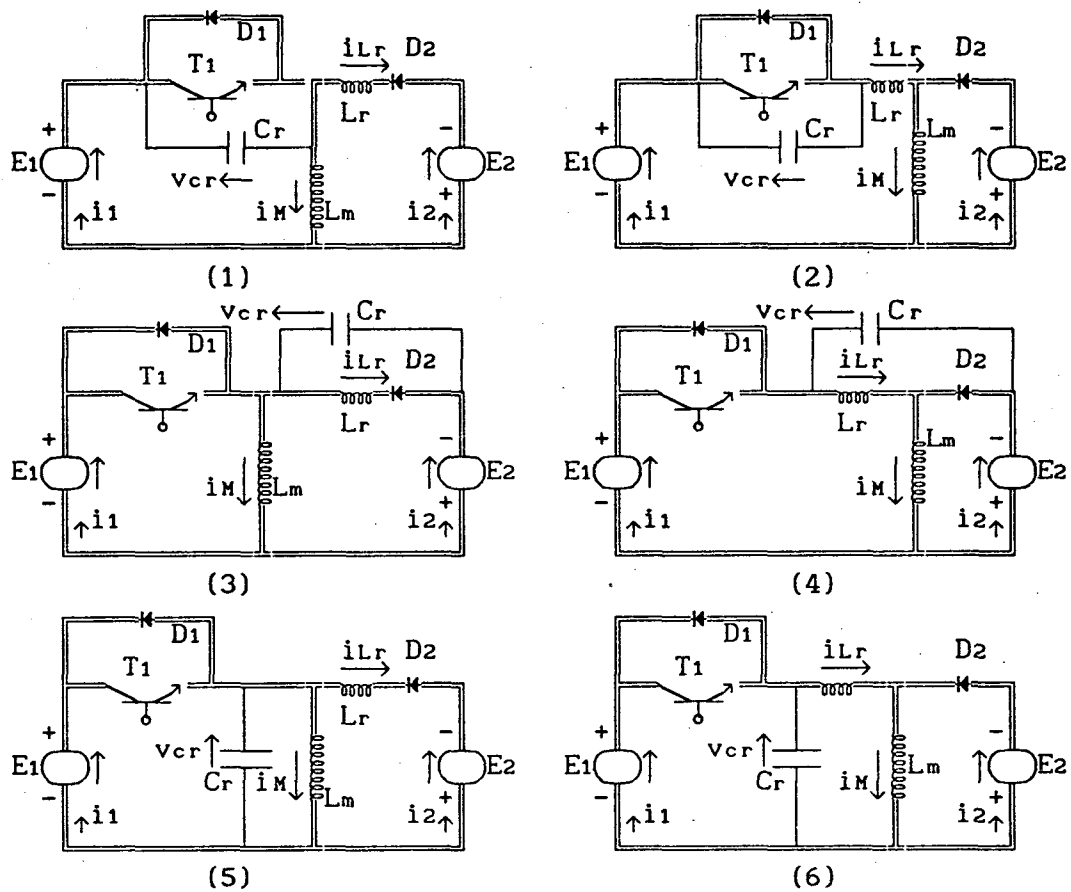 D1
T1
iLr
D2
Lr
Cr
vcr
+
-
E1
-
+
E2
iM
Lm
i1
i2
(1)
D1
T1
iLr
D2
Lr
Lm
Cr
vcr
+
-
E1
-
+
E2
iM
i1
i2
(2)
vcr
Cr
D1
T1
iLr
D2
Lr
+
-
E1
-
+
E2
iM
Lm
i1
i2
(3)
vcr
Cr
D1
T1
iLr
D2
Lr
Lm
+
-
E1
-
+
E2
iM
i1
i2
(4)
D1
T1
iLr
D2
Lr
+
-
E1
vcr
Cr
iM
Lm
-
+
E2
i1
i2
(5)
D1
T1
iLr
D2
+
-
E1
vcr
Cr
iM
Lm
-
+
E2
i1
i2
(6)